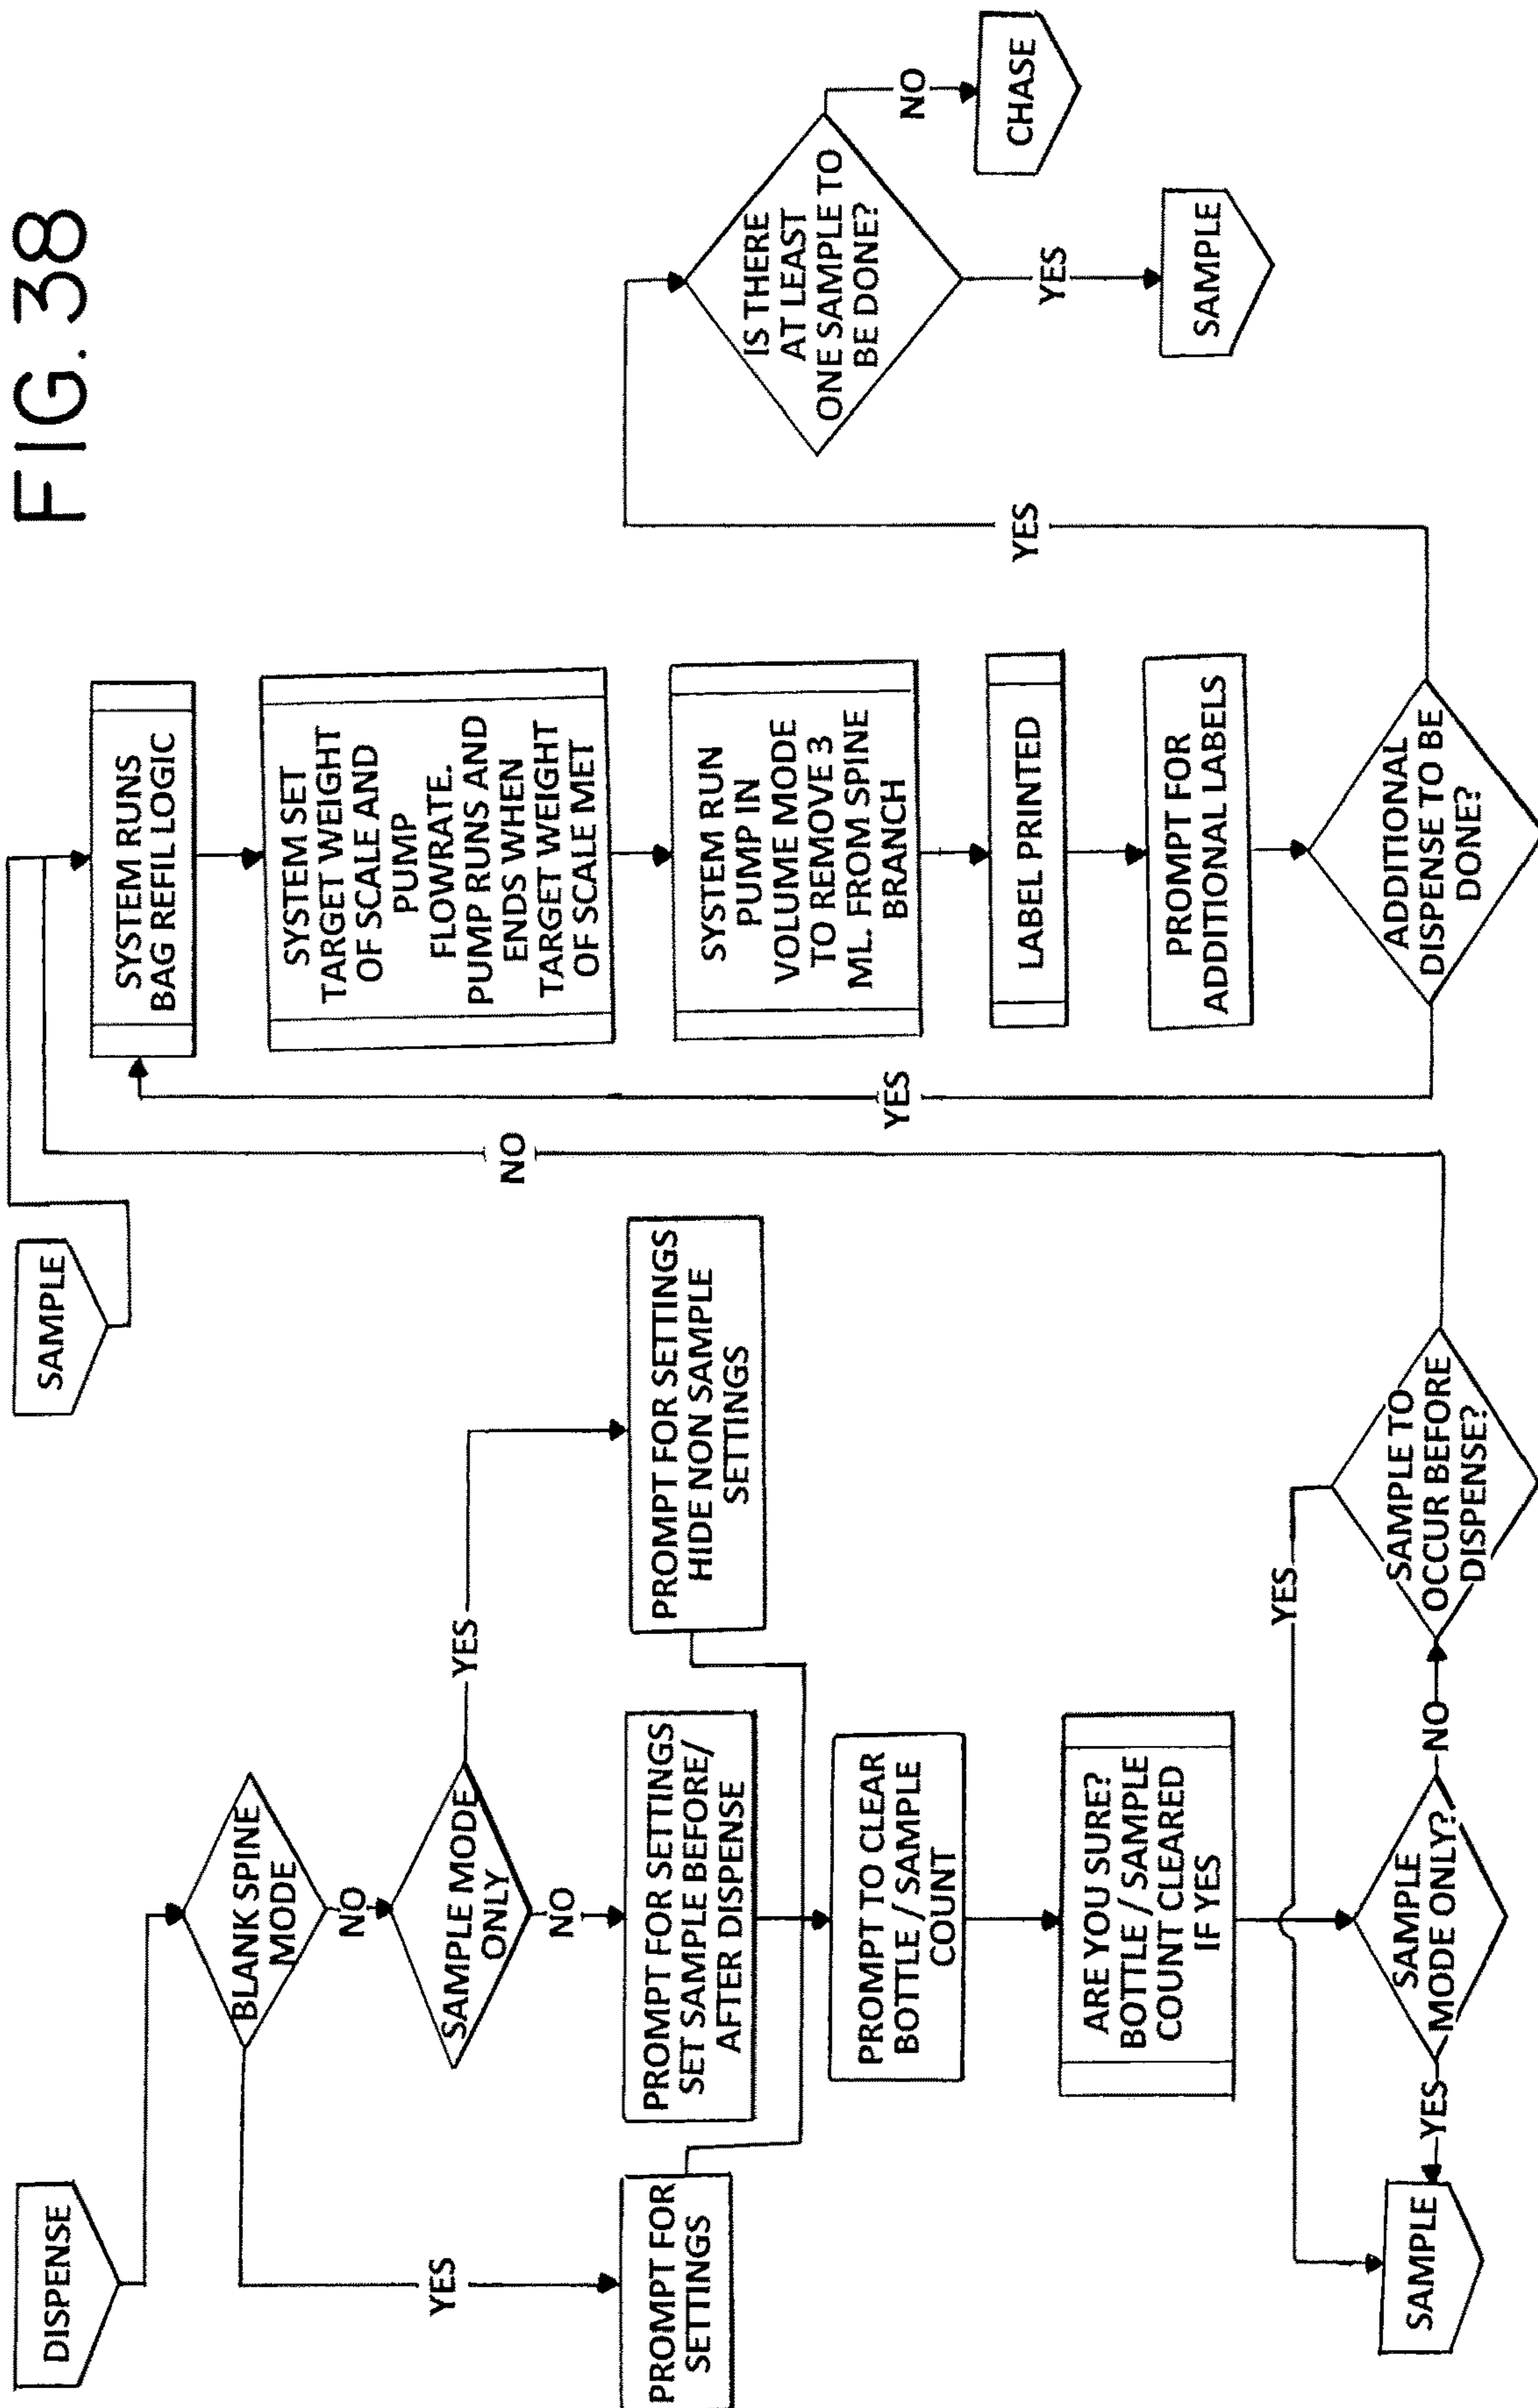 FIG. 38
DISPENSE
BLANK SPINE
MODE
YES
NO
SAMPLE MODE
ONLY
YES
NO
PROMPT FOR
SETTINGS
PROMPT FOR SETTINGS
SET SAMPLE BEFORE/
AFTER DISPENSE
PROMPT FOR SETTINGS
HIDE NON SAMPLE
SETTINGS
PROMPT TO CLEAR
BOTTLE / SAMPLE
COUNT
ARE YOU SURE?
BOTTLE / SAMPLE
COUNT CLEARED
IF YES
SAMPLE
MODE ONLY?
YES
NO
SAMPLE
SAMPLE TO
OCCUR BEFORE
DISPENSE?
YES
NO
SAMPLE
SYSTEM RUNS
BAG REFILL LOGIC
SYSTEM SET
TARGET WEIGHT
OF SCALE AND
PUMP
FLOWRATE.
PUMP RUNS AND
ENDS WHEN
TARGET WEIGHT
OF SCALE MET
SYSTEM RUN
PUMP IN
VOLUME MODE
TO REMOVE 3
ML. FROM SPINE
BRANCH
LABEL PRINTED
PROMPT FOR
ADDITIONAL LABELS
ADDITIONAL
DISPENSE TO BE
DONE?
YES
YES
IS THERE
AT LEAST
ONE SAMPLE TO
BE DONE?
YES
NO
SAMPLE
CHASE